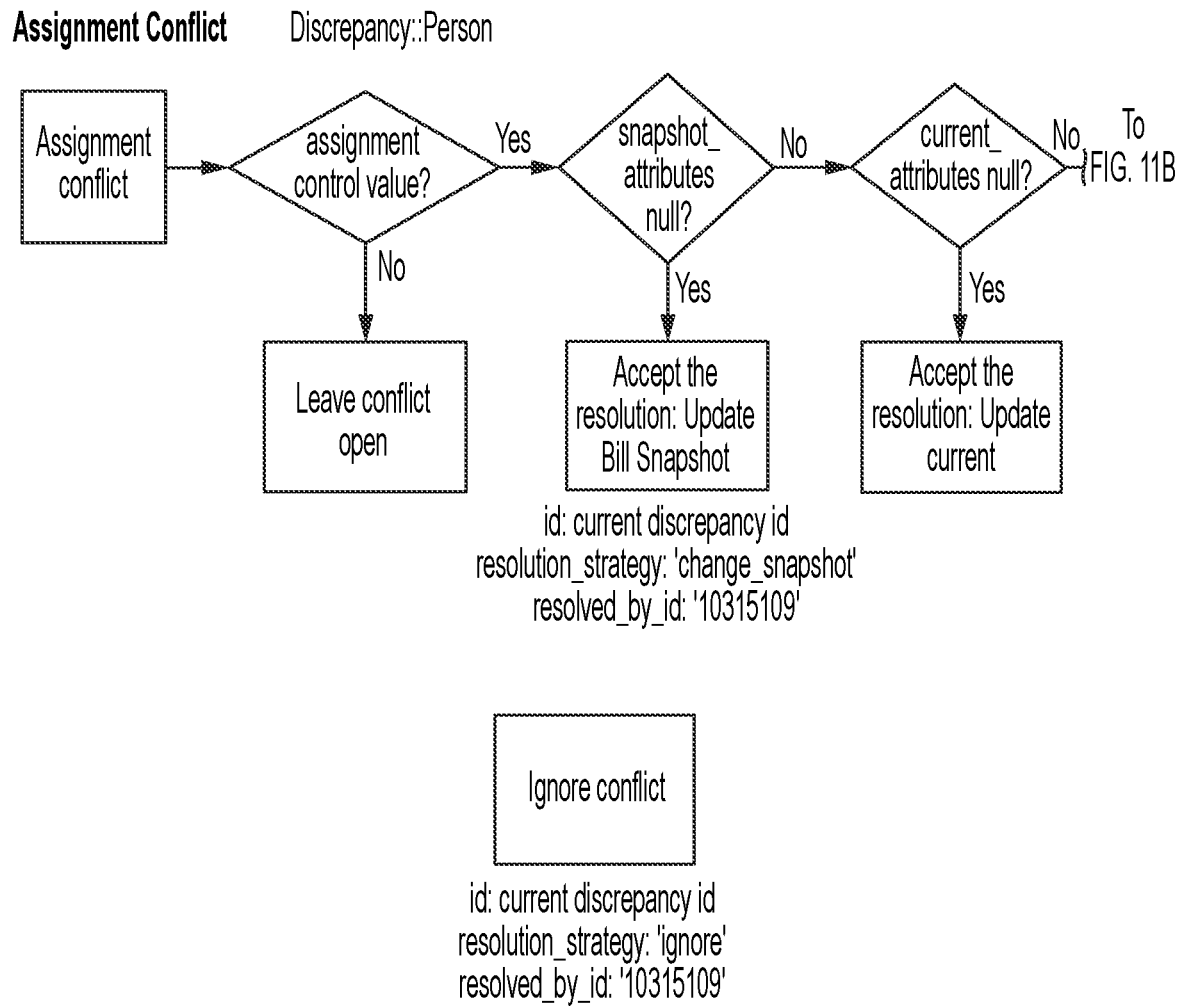 Assignment Conflict Discrepancy::Person
Assignment
conflict
assignment
control value?
Yes
No
snapshot_
attributes
null?
No
Yes
current_
attributes null?
No
Yes
To
FIG. 11B
Leave conflict
open
Accept the
resolution: Update
Bill Snapshot
id: current discrepancy id
resolution_strategy: 'change_snapshot'
resolved_by_id: '10315109'
Accept the
resolution: Update
current
Ignore conflict
id: current discrepancy id
resolution_strategy: 'ignore'
resolved_by_id: '10315109'